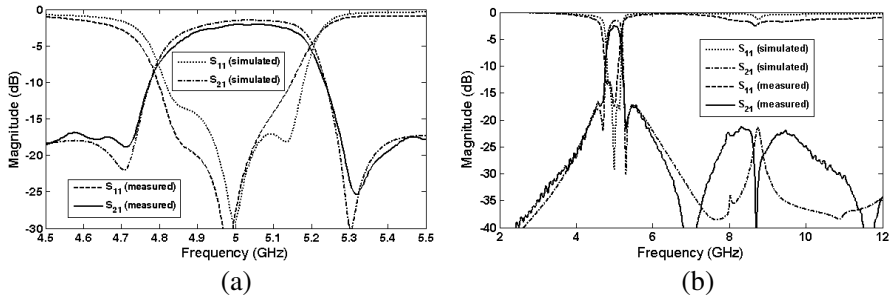 0
-5
-10
-15
-20
-25
-30
4.5 4.6 4.7 4.8 4.9 5 5.1 5.2 5.3 5.4 5.5
Magnitude (dB)
Frequency (GHz)
S11 (simulated)
S21 (simulated)
S11 (measured)
S21 (measured)
(a)
0
-5
-10
-15
-20
-25
-30
-35
-40
2 4 6 8 10 12
Magnitude (dB)
Frequency (GHz)
S11 (simulated)
S21 (simulated)
S11 (measured)
S21 (measured)
(b)